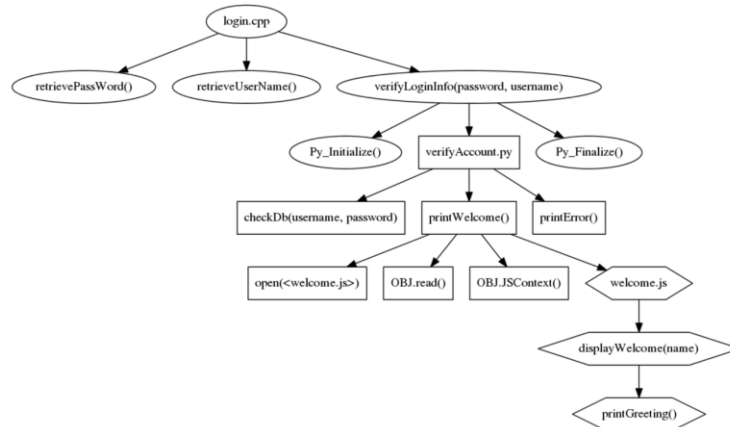 login.cpp
retrievePassWord()
retrieveUserName()
verifyLoginInfo(password, username)
Py_Initialize()
verifyAccount.py
Py_Finalize()
checkDb(username, password)
printWelcome()
printError()
open(<welcome.js>)
OBJ.read()
OBJ.JSContext()
welcome.js
displayWelcome(name)
printGreeting()